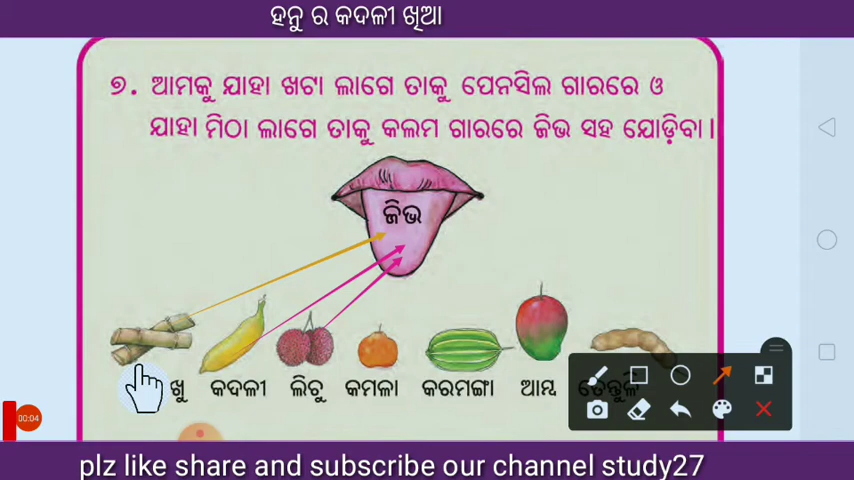 ହନୁ ର କଦଳୀ ଖିଆ
୭. ଆମକୁ ଯାହା ଖଟା ଲାଗେ ତାକୁ ପେନସିଲ ଗାରରେ ଓ
ଯାହା ମିଠା ଲାଗେ ତାକୁ କଲମ ଗାରରେ ଜିଭ ସହ ଯୋଡ଼ିବା।
ଜିଭ
କଦଳୀ ଲିଚୁ କମଳା କରମଙ୍ଗା ଆମ୍ବ
00:04
plz like share and subscribe our channel study27